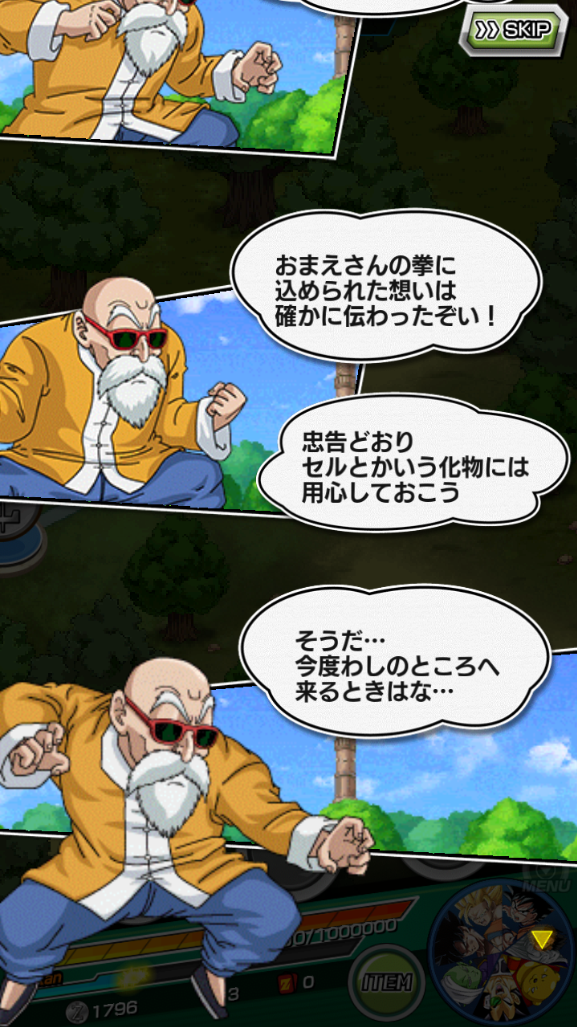 SKIP
おまえさんの拳に
込められた想いは
確かに伝わったぞい！
忠告どおり
セルとかいう化物には
用心しておこう
そうだ…
今度わしのところへ
来るときはな…
MENU
/1000000
ITEM
1796
3
0